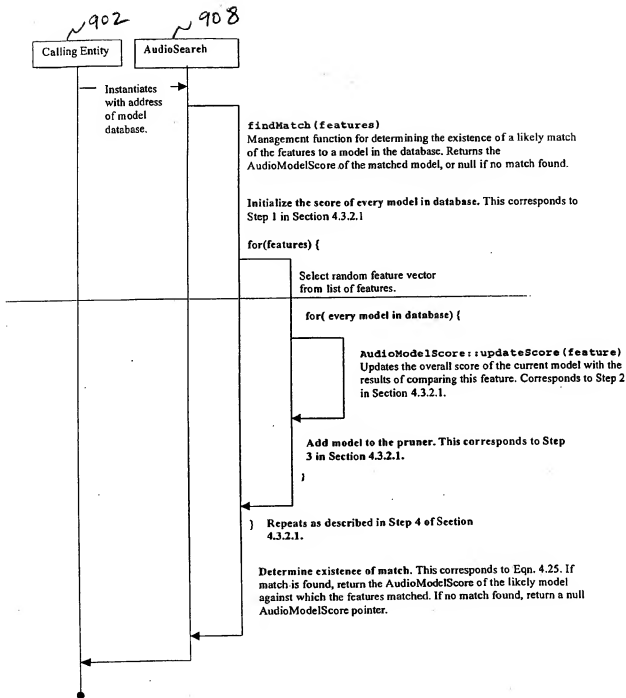 902
908
Calling Entity
AudioSearch
Instantiates
with address
of model
database.
findMatch(features)
Management function for determining the existence of a likely match
of the features to a model in the database. Returns the
AudioModelScore of the matched model, or null if no match found.
Initialize the score of every model in database. This corresponds to
Step 1 in Section 4.3.2.1
for(features) {
Select random feature vector
from list of features.
for( every model in database) {
AudioModelScore::updateScore(feature)
Updates the overall score of the current model with the
results of comparing this feature. Corresponds to Step 2
in Section 4.3.2.1.
Add model to the pruner. This corresponds to Step
3 in Section 4.3.2.1.
}
} Repeats as described in Step 4 of Section
4.3.2.1.
Determine existence of match. This corresponds to Eqn. 4.25. If
match is found, return the AudioModelScore of the likely model
against which the features matched. If no match found, return a null
AudioModelScore pointer.